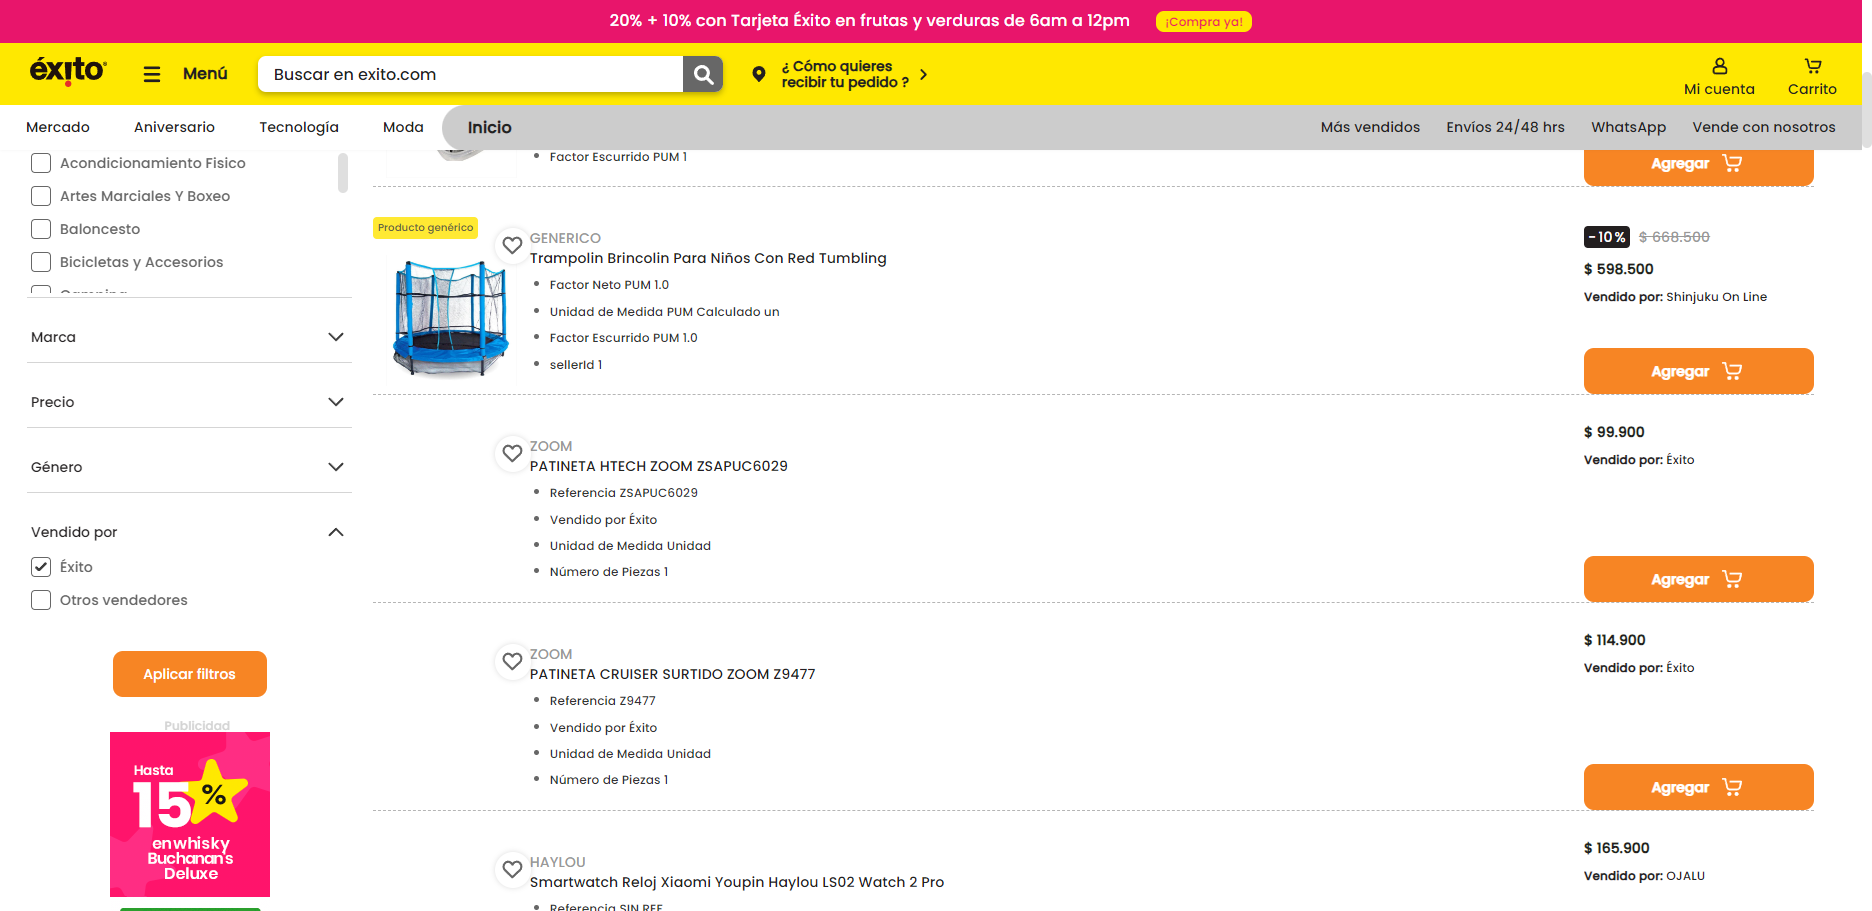 20% + 10% con Tarjeta Éxito en frutas y verduras de 6am a 12pm
¡Compra ya!
éxito
Menú
Buscar en exito.com
¿ Cómo quieres
recibir tu pedido ?
Mi cuenta
Carrito
Mercado
Aniversario
Tecnología
Moda
Inicio
Más vendidos
Envíos 24/48 hrs
WhatsApp
Vende con nosotros
Acondicionamiento Fisico
Artes Marciales Y Boxeo
Baloncesto
Bicicletas y Accesorios
Marca
Precio
Género
Vendido por
Éxito
Otros vendedores
Aplicar filtros
Publicidad
Hasta
15%
en whisky
Buchanan's
Deluxe
Factor Escurrido PUM 1
Agregar
Producto genérico
GENERICO
Trampolin Brincolin Para Niños Con Red Tumbling
Factor Neto PUM 1.0
Unidad de Medida PUM Calculado un
Factor Escurrido PUM 1.0
sellerId 1
-10% $ 668.500
$ 598.500
Vendido por: Shinjuku On Line
Agregar
ZOOM
PATINETA HTECH ZOOM ZSAPUC6029
Referencia ZSAPUC6029
Vendido por Éxito
Unidad de Medida Unidad
Número de Piezas 1
$ 99.900
Vendido por: Éxito
Agregar
ZOOM
PATINETA CRUISER SURTIDO ZOOM Z9477
Referencia Z9477
Vendido por Éxito
Unidad de Medida Unidad
Número de Piezas 1
$ 114.900
Vendido por: Éxito
Agregar
HAYLOU
Smartwatch Reloj Xiaomi Youpin Haylou LS02 Watch 2 Pro
Referencia SIN REF
$ 165.900
Vendido por: OJALU